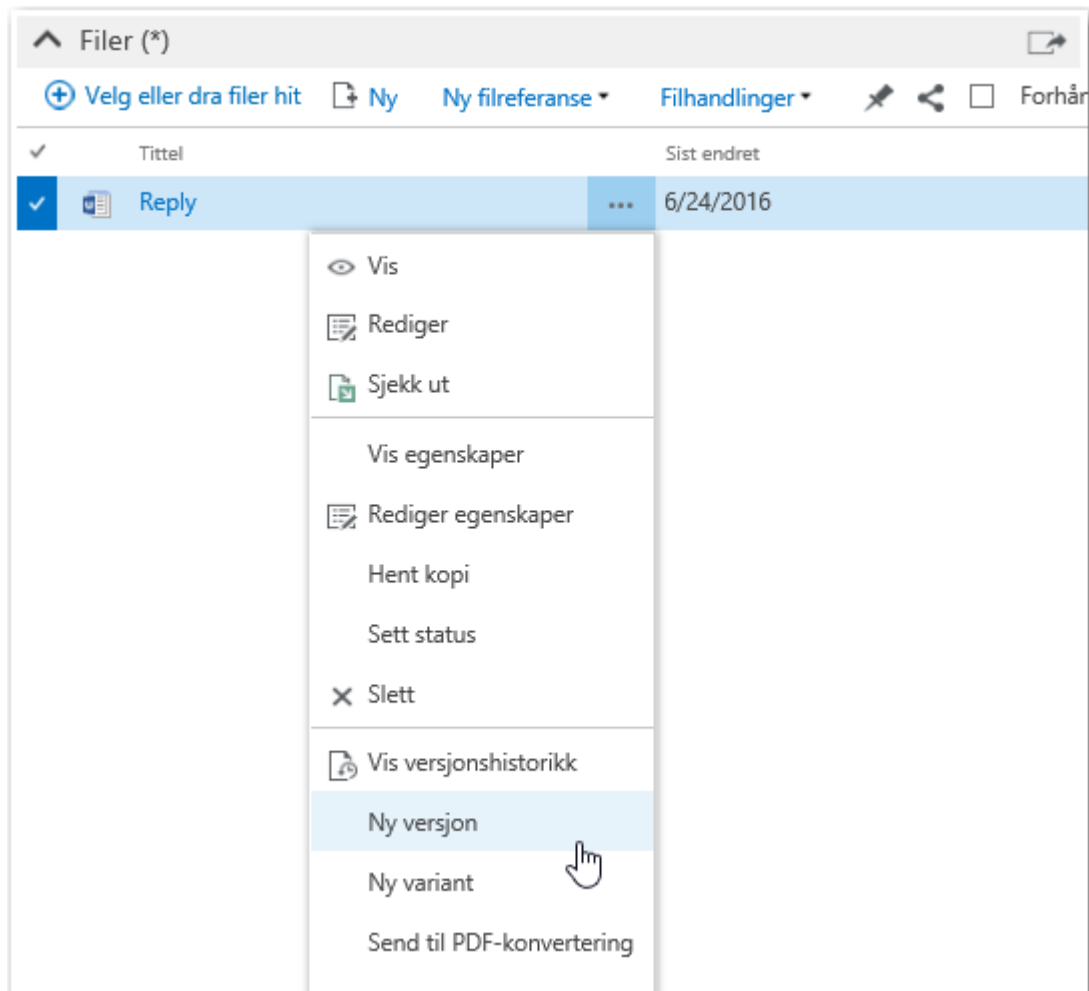 Filer (*)
Velg eller dra filer hit Ny Ny filreferanse Filhandlinger Forhår
Tittel Sist endret
Reply ... 6/24/2016
Vis
Rediger
Sjekk ut
Vis egenskaper
Rediger egenskaper
Hent kopi
Sett status
Slett
Vis versjonshistorikk
Ny versjon
Ny variant
Send til PDF-konvertering